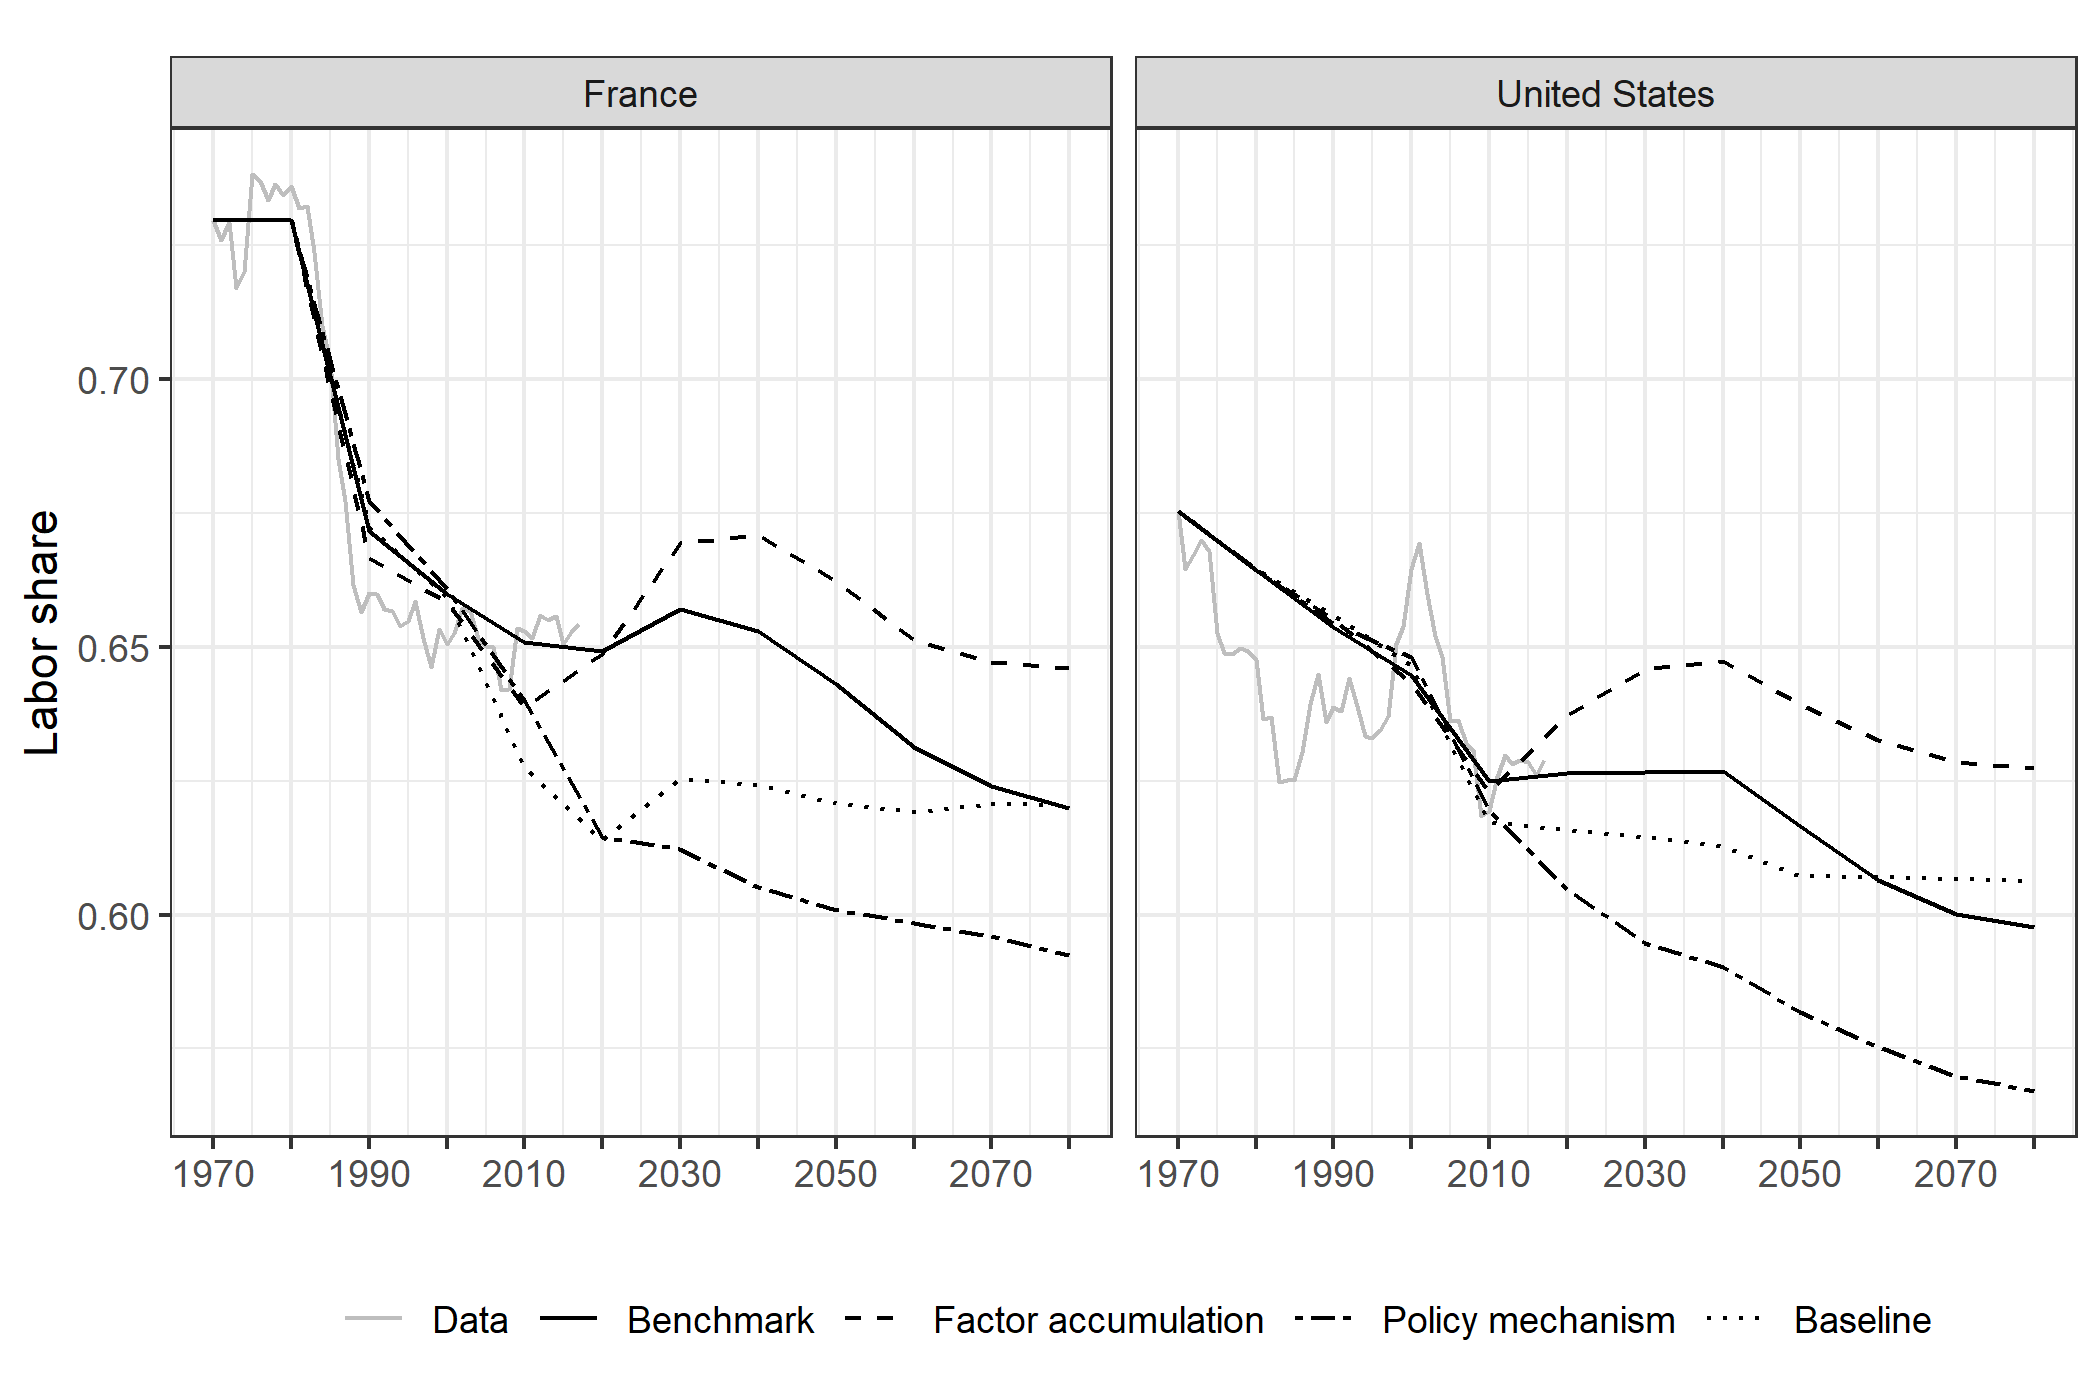 France
United States
Labor share
0.70
0.65
0.60
1970 1990 2010 2030 2050 2070
1970 1990 2010 2030 2050 2070
Data Benchmark Factor accumulation Policy mechanism Baseline